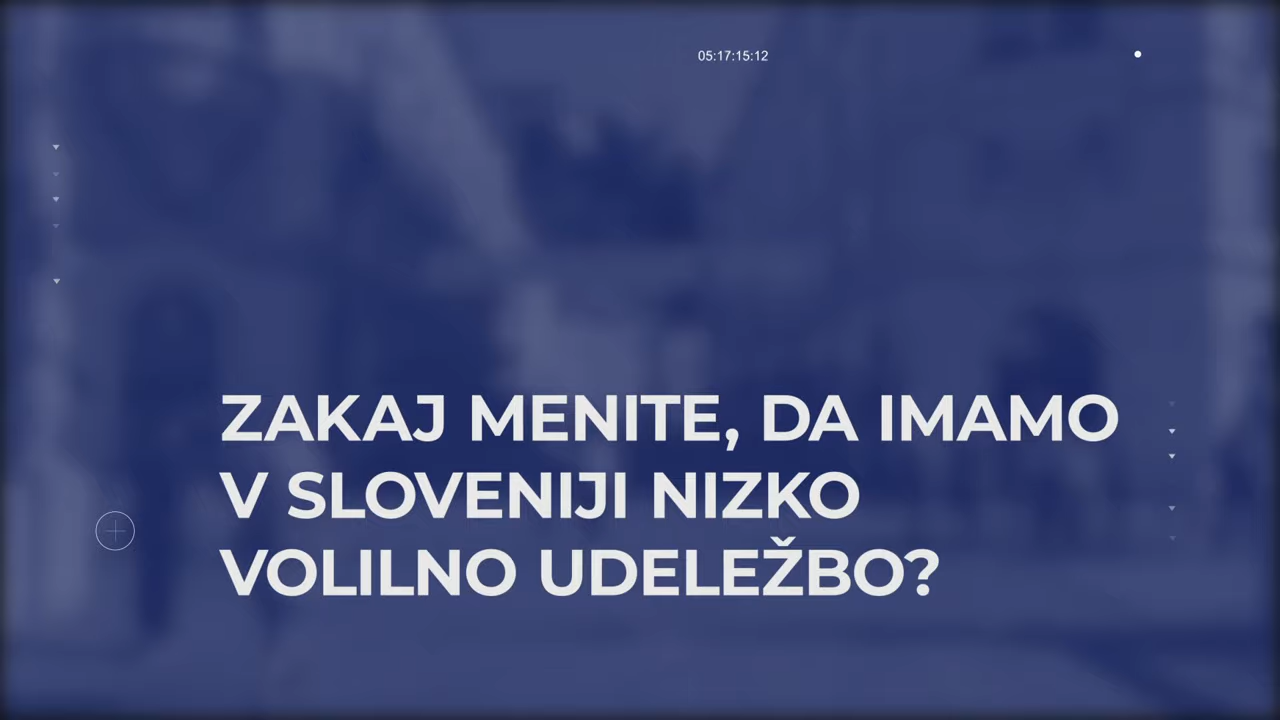 05:17:15:12
ZAKAJ MENITE, DA IMAMO
V SLOVENIJI NIZKO
VOLILNO UDELEŽBO?